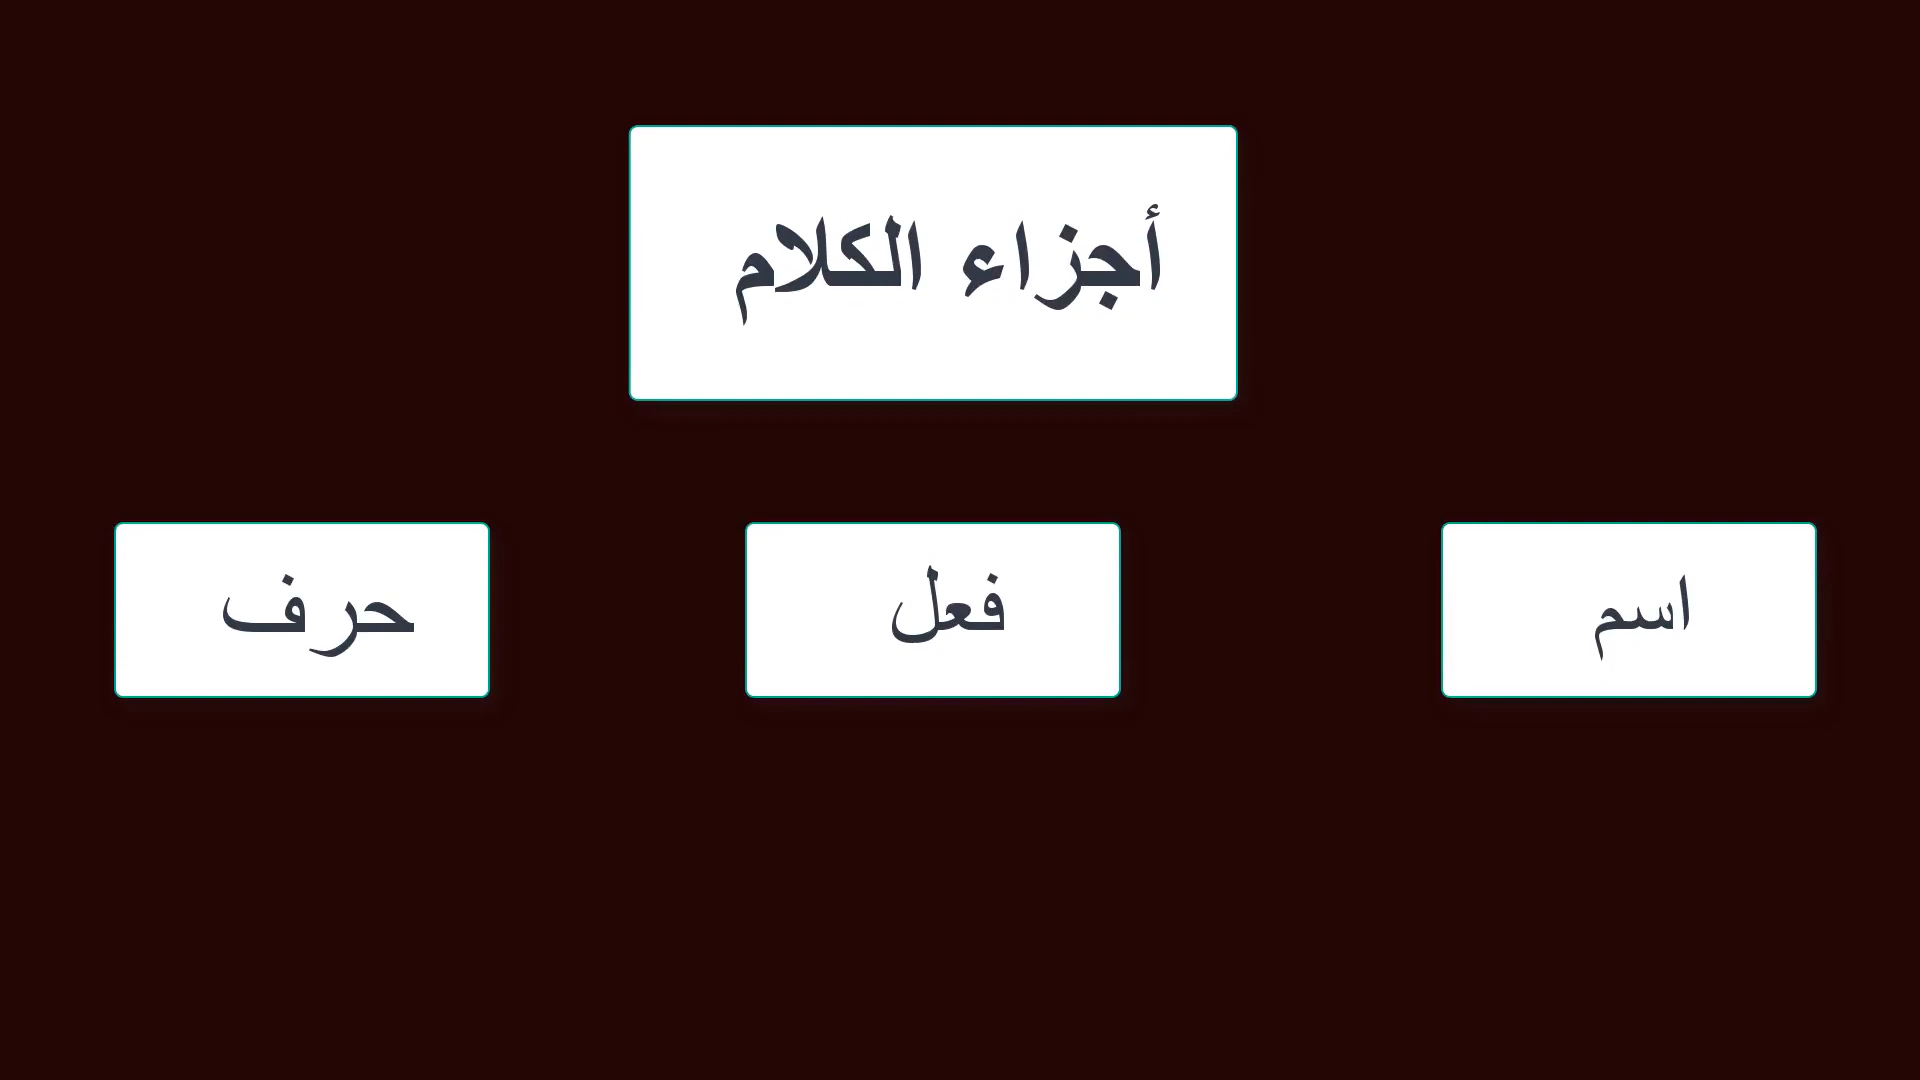 أجزاء الكلام
اسم
فعل
حرف